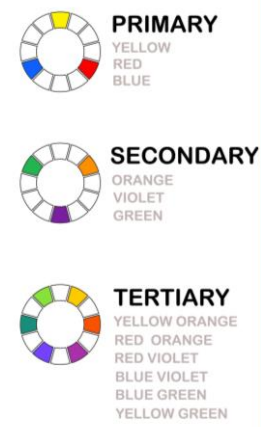 PRIMARY
YELLOW
RED
BLUE
SECONDARY
ORANGE
VIOLET
GREEN
TERTIARY
YELLOW ORANGE
RED ORANGE
RED VIOLET
BLUE VIOLET
BLUE GREEN
YELLOW GREEN